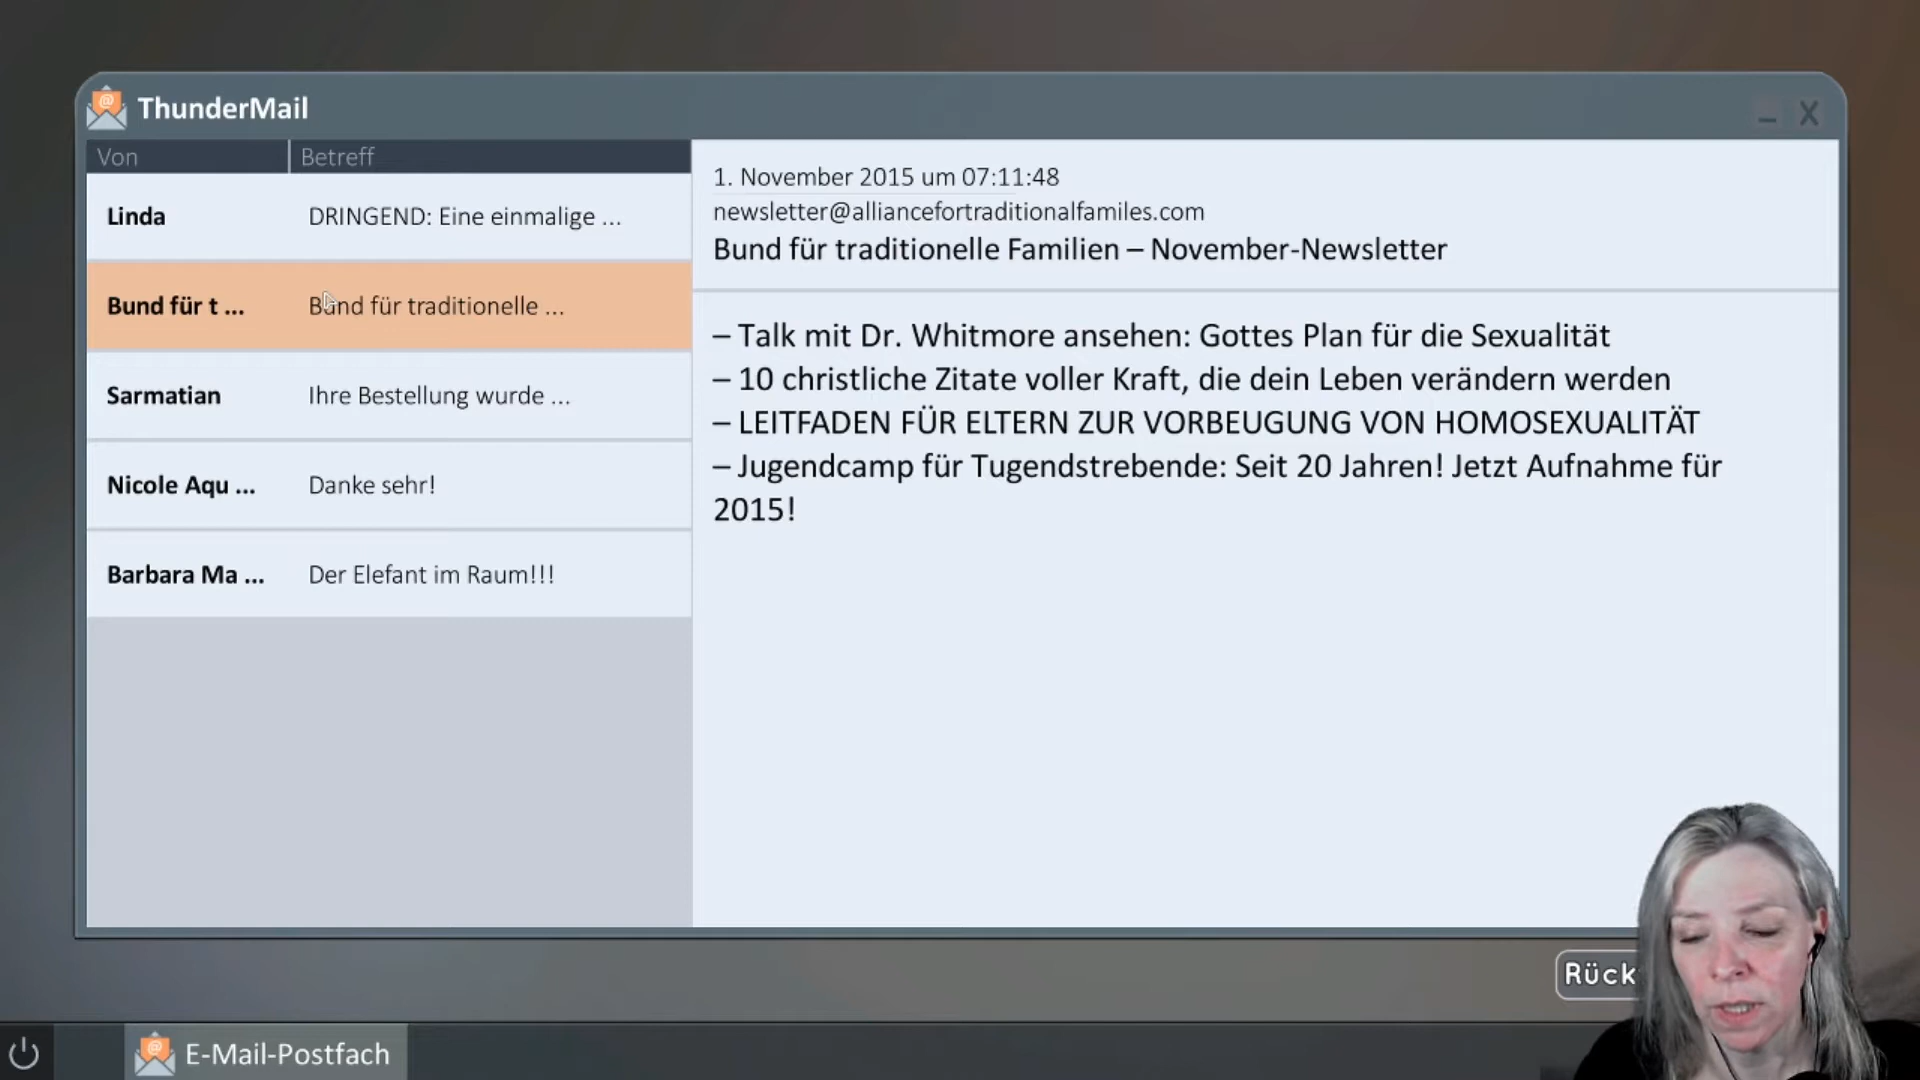 ThunderMail
Von
Betreff
Linda
DRINGEND: Eine einmalige ...
Bund für t ...
Bund für traditionelle ...
Sarmatian
Ihre Bestellung wurde ...
Nicole Aqu ...
Danke sehr!
Barbara Ma ...
Der Elefant im Raum!!!
1. November 2015 um 07:11:48
newsletter@alliancefortraditionalfamiles.com
Bund für traditionelle Familien – November-Newsletter
– Talk mit Dr. Whitmore ansehen: Gottes Plan für die Sexualität
– 10 christliche Zitate voller Kraft, die dein Leben verändern werden
– LEITFADEN FÜR ELTERN ZUR VORBEUGUNG VON HOMOSEXUALITÄT
– Jugendcamp für Tugendstrebende: Seit 20 Jahren! Jetzt Aufnahme für
2015!
E-Mail-Postfach